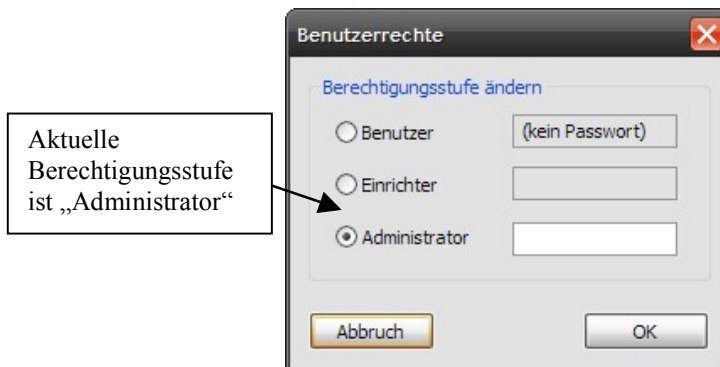 Benutzerrechte
Berechtigungsstufe ändern
Benutzer (kein Passwort)
Einrichter
Administrator
Abbruch OK
Aktuelle
Berechtigungsstufe
ist „Administrator“